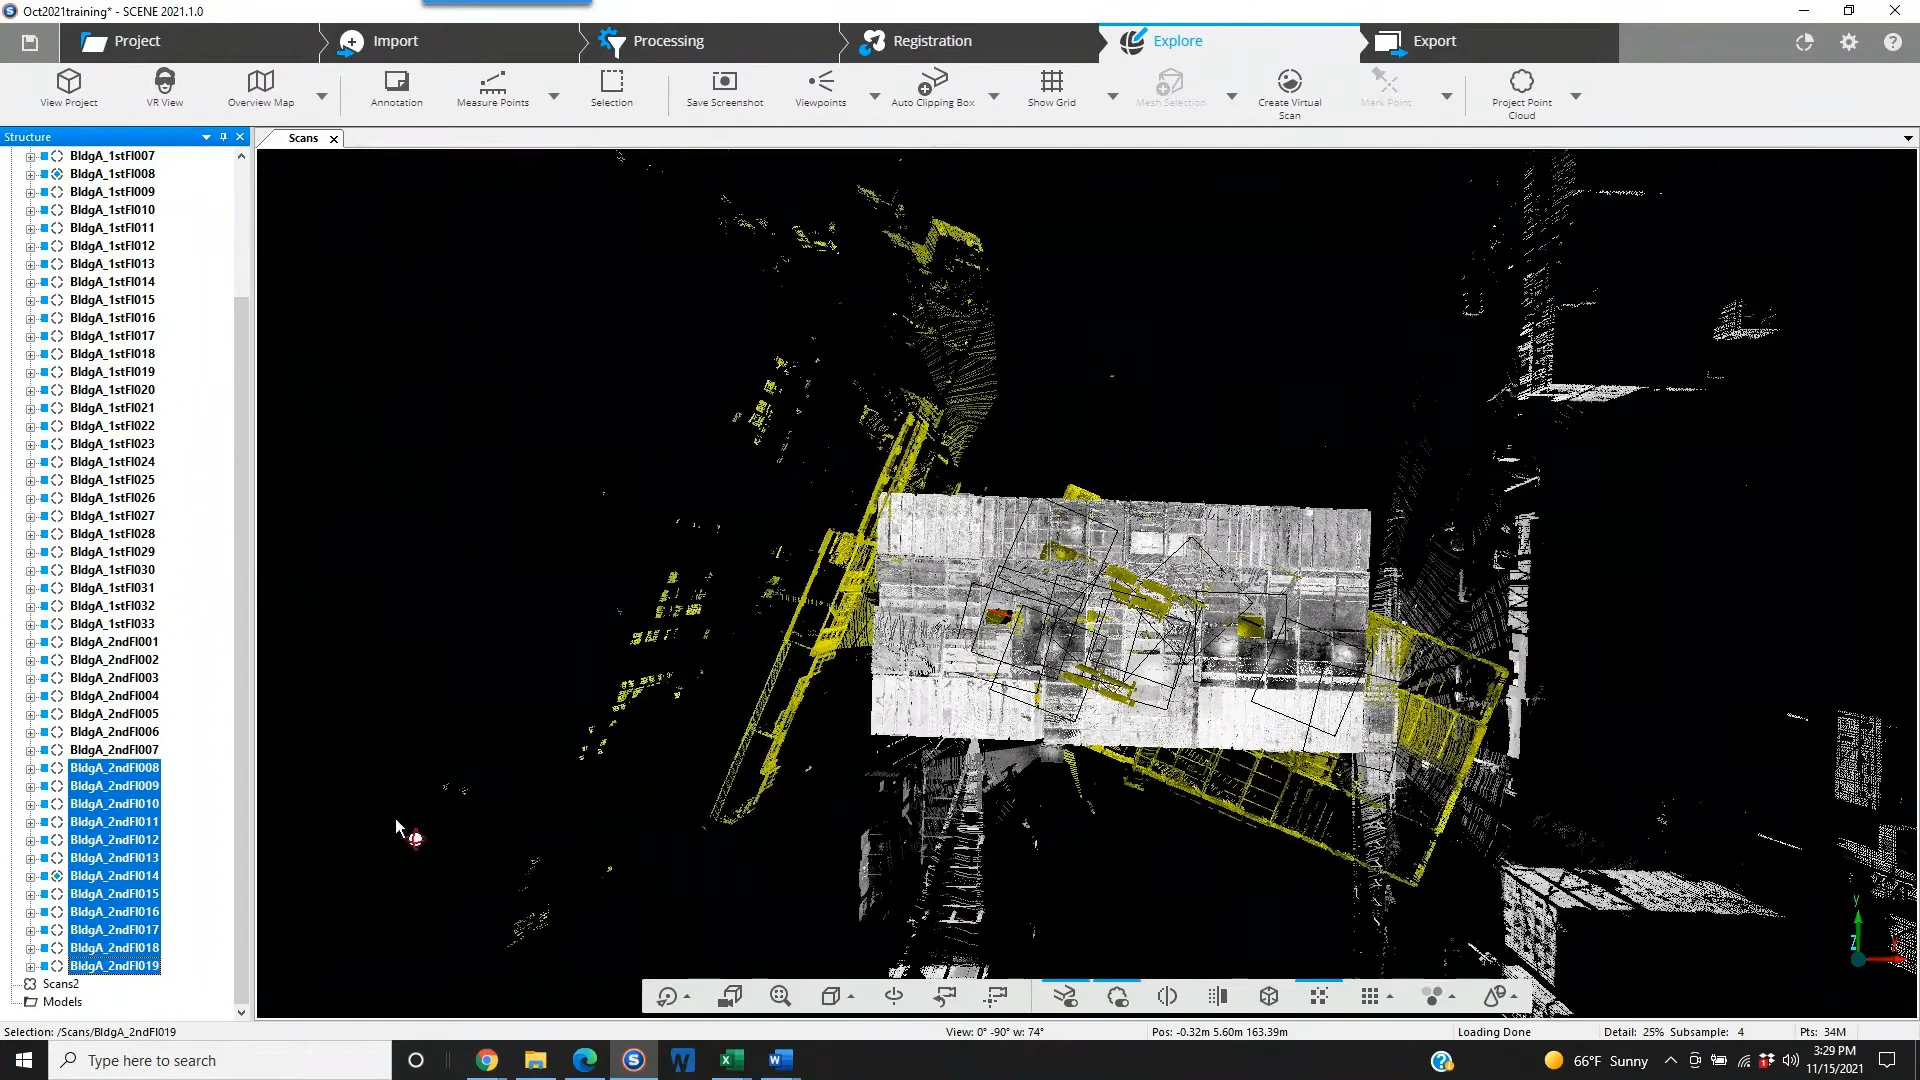 Oct2021training* - SCENE 2021.1.0
Project
Import
Processing
Registration
Explore
Export
View Project
VR View
Overview Map
Annotation
Measure Points
Selection
Save Screenshot
Viewpoints
Auto Clipping Box
Show Grid
Mesh Selection
Create Virtual Scan
Mark Point
Project Point Cloud
Structure
Scans
BldgA_1stFl007
BldgA_1stFl008
BldgA_1stFl009
BldgA_1stFl010
BldgA_1stFl011
BldgA_1stFl012
BldgA_1stFl013
BldgA_1stFl014
BldgA_1stFl015
BldgA_1stFl016
BldgA_1stFl017
BldgA_1stFl018
BldgA_1stFl019
BldgA_1stFl020
BldgA_1stFl021
BldgA_1stFl022
BldgA_1stFl023
BldgA_1stFl024
BldgA_1stFl025
BldgA_1stFl026
BldgA_1stFl027
BldgA_1stFl028
BldgA_1stFl029
BldgA_1stFl030
BldgA_1stFl031
BldgA_1stFl032
BldgA_1stFl033
BldgA_2ndFl001
BldgA_2ndFl002
BldgA_2ndFl003
BldgA_2ndFl004
BldgA_2ndFl005
BldgA_2ndFl006
BldgA_2ndFl007
BldgA_2ndFl008
BldgA_2ndFl009
BldgA_2ndFl010
BldgA_2ndFl011
BldgA_2ndFl012
BldgA_2ndFl013
BldgA_2ndFl014
BldgA_2ndFl015
BldgA_2ndFl016
BldgA_2ndFl017
BldgA_2ndFl018
BldgA_2ndFl019
Scans2
Models
y
Z
X
Selection: /Scans/BldgA_2ndFl019
View: 0° -90° w: 74°
Pos: -0.32m 5.60m 163.39m
Loading Done
Detail: 25% Subsample: 4
Pts: 34M
Type here to search
66°F Sunny
3:29 PM
11/15/2021